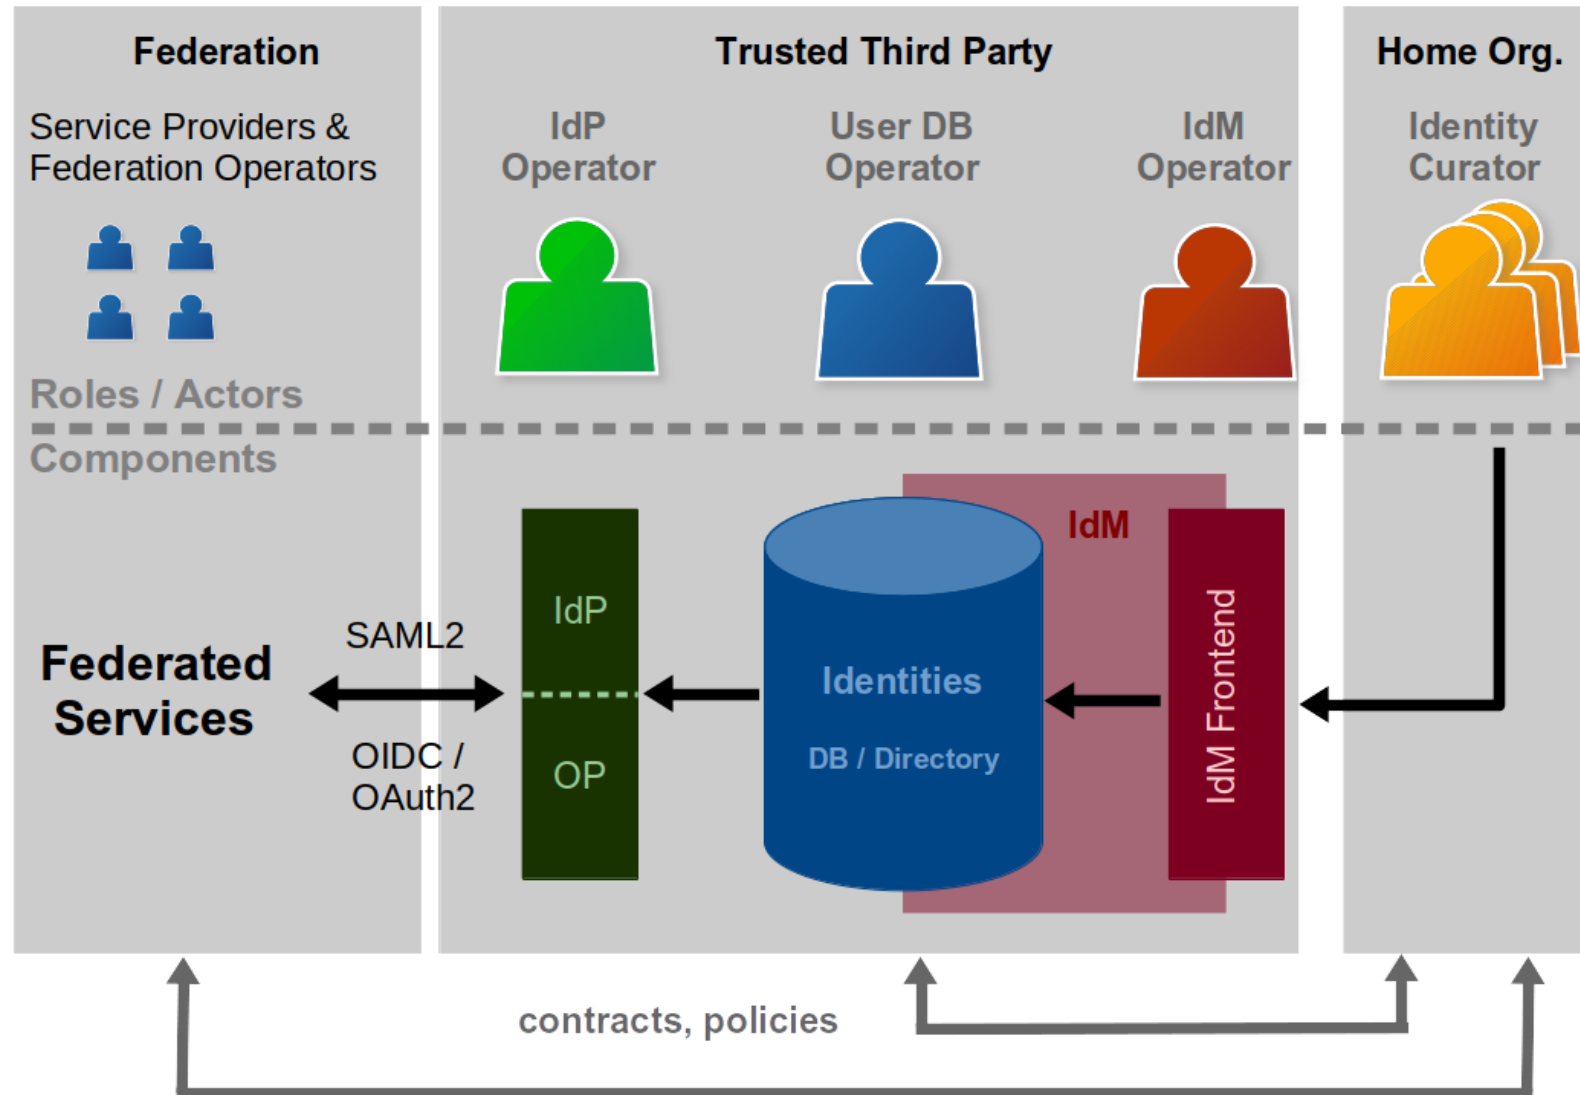 Federation
Trusted Third Party
Home Org.
Service Providers &
Federation Operators
IdP
Operator
User DB
Operator
IdM
Operator
Identity
Curator
Roles / Actors
Components
IdM
Federated
Services
SAML2
OIDC /
OAuth2
IdP
OP
Identities
DB / Directory
IdM Frontend
contracts, policies